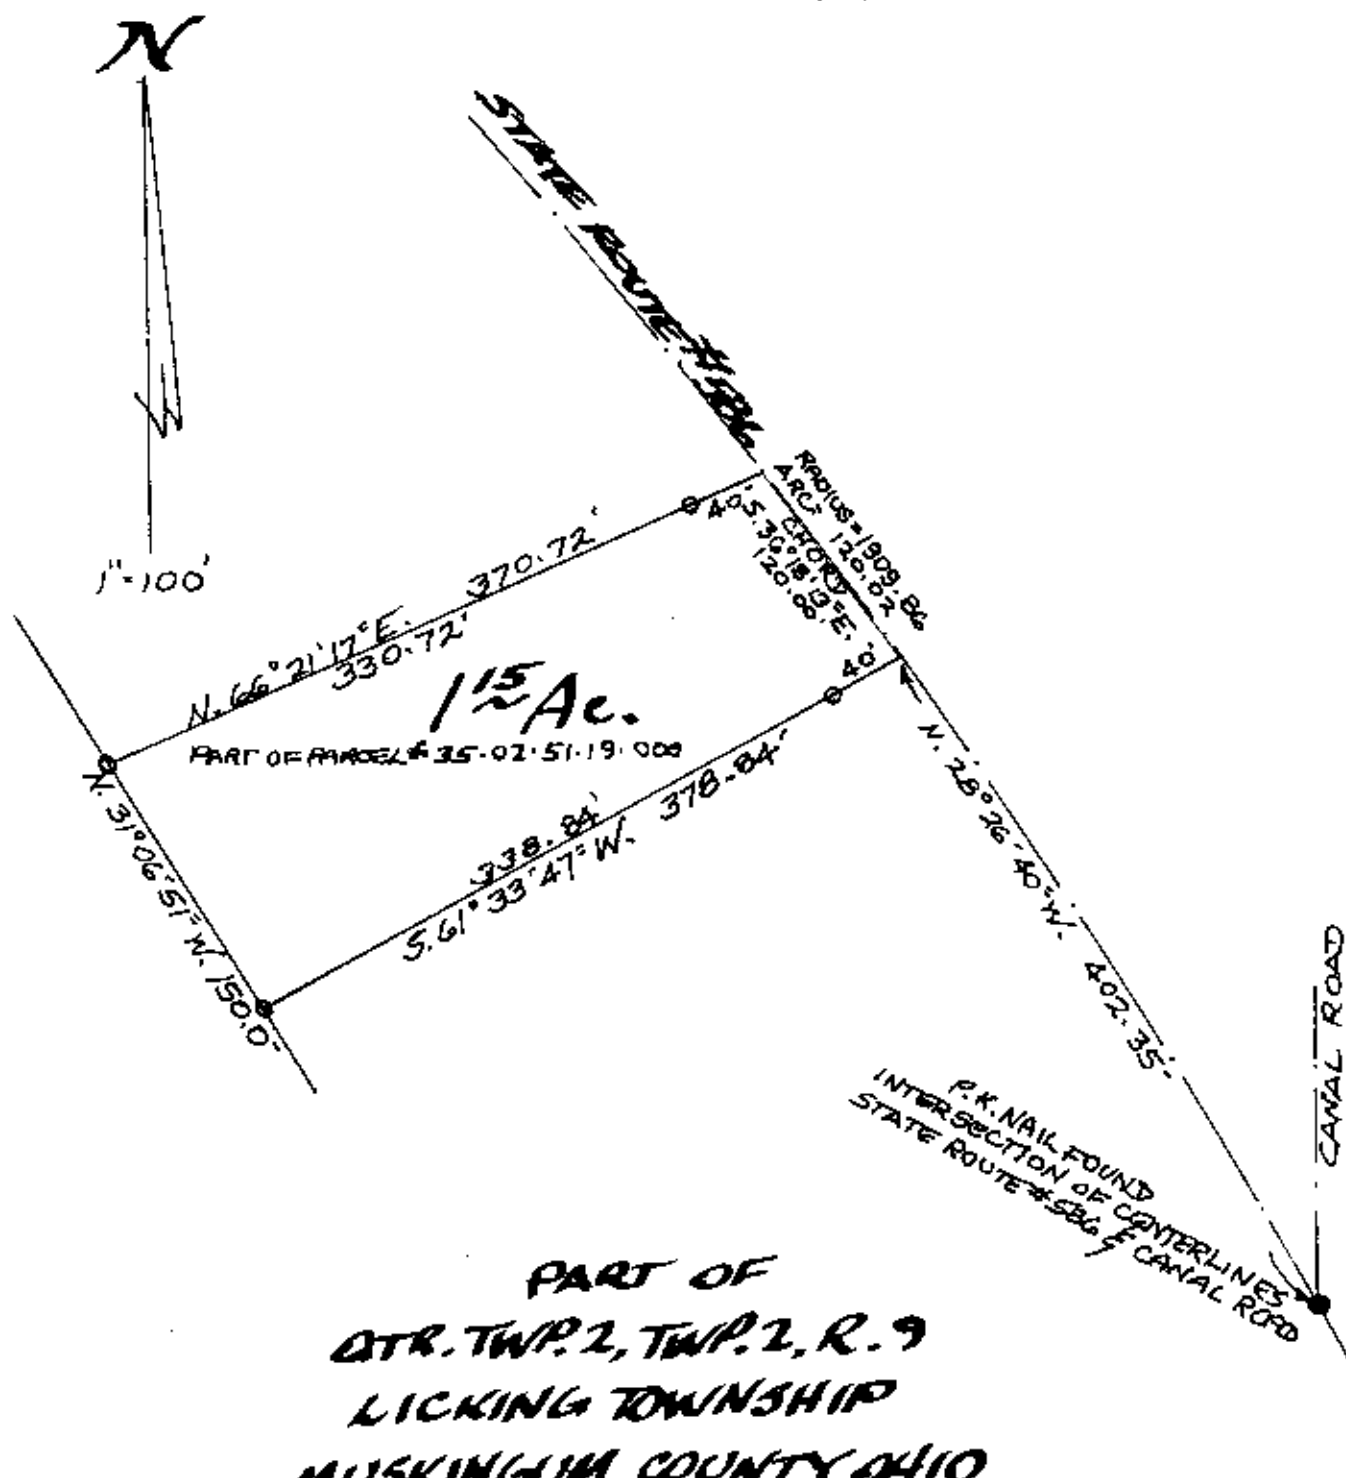 N
1"=100'
STATE ROUTE #586
RADIUS=1909.86
ARC= 120.02
CHORD
S.36°18'13"E.
120.00'
40'
N.66°21'17"E. 370.72'
330.72'
1 15 Ac.
PART OF PARCEL # 35-02-51-19-000
40'
338.84'
S.61°33'47"W. 378.84'
N.31°06'51"W. 150.0'
N.28°26'40"W. 402.35'
CANAL ROAD
P.K. NAIL FOUND
INTERSECTION OF CENTERLINES
STATE ROUTE #586 & CANAL ROAD
PART OF
QTR. TWP. 2, TWP. 2, R. 9
LICKING TOWNSHIP
MUSKINGUM COUNTY OHIO